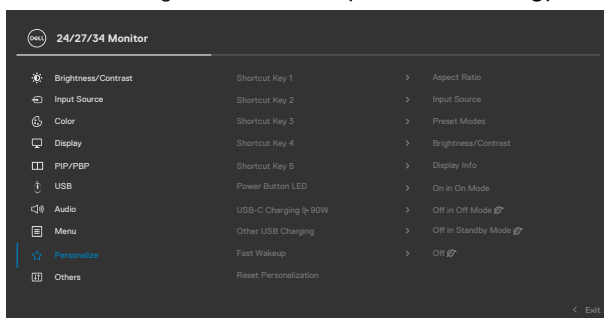 DELL 24/27/34 Monitor
Brightness/Contrast Shortcut Key 1 > Aspect Ratio
Input Source Shortcut Key 2 > Input Source
Color Shortcut Key 3 > Preset Modes
Display Shortcut Key 4 > Brightness/Contrast
PIP/PBP Shortcut Key 5 > Display Info
USB Power Button LED > On in On Mode
Audio USB-C Charging 90W > Off in Off Mode
Menu Other USB Charging > Off in Standby Mode
Personalize Fast Wakeup > Off
Others Reset Personalization
< Exit